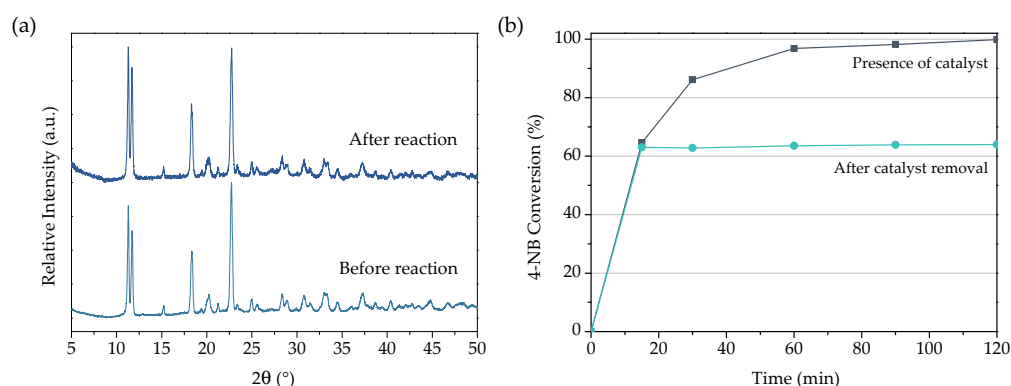 (a)
Relative Intensity (a.u.)
After reaction
Before reaction
5 10 15 20 25 30 35 40 45 50
2θ (°)
(b)
4-NB Conversion (%)
100
80
60
40
20
0
Presence of catalyst
After catalyst removal
0 20 40 60 80 100 120
Time (min)